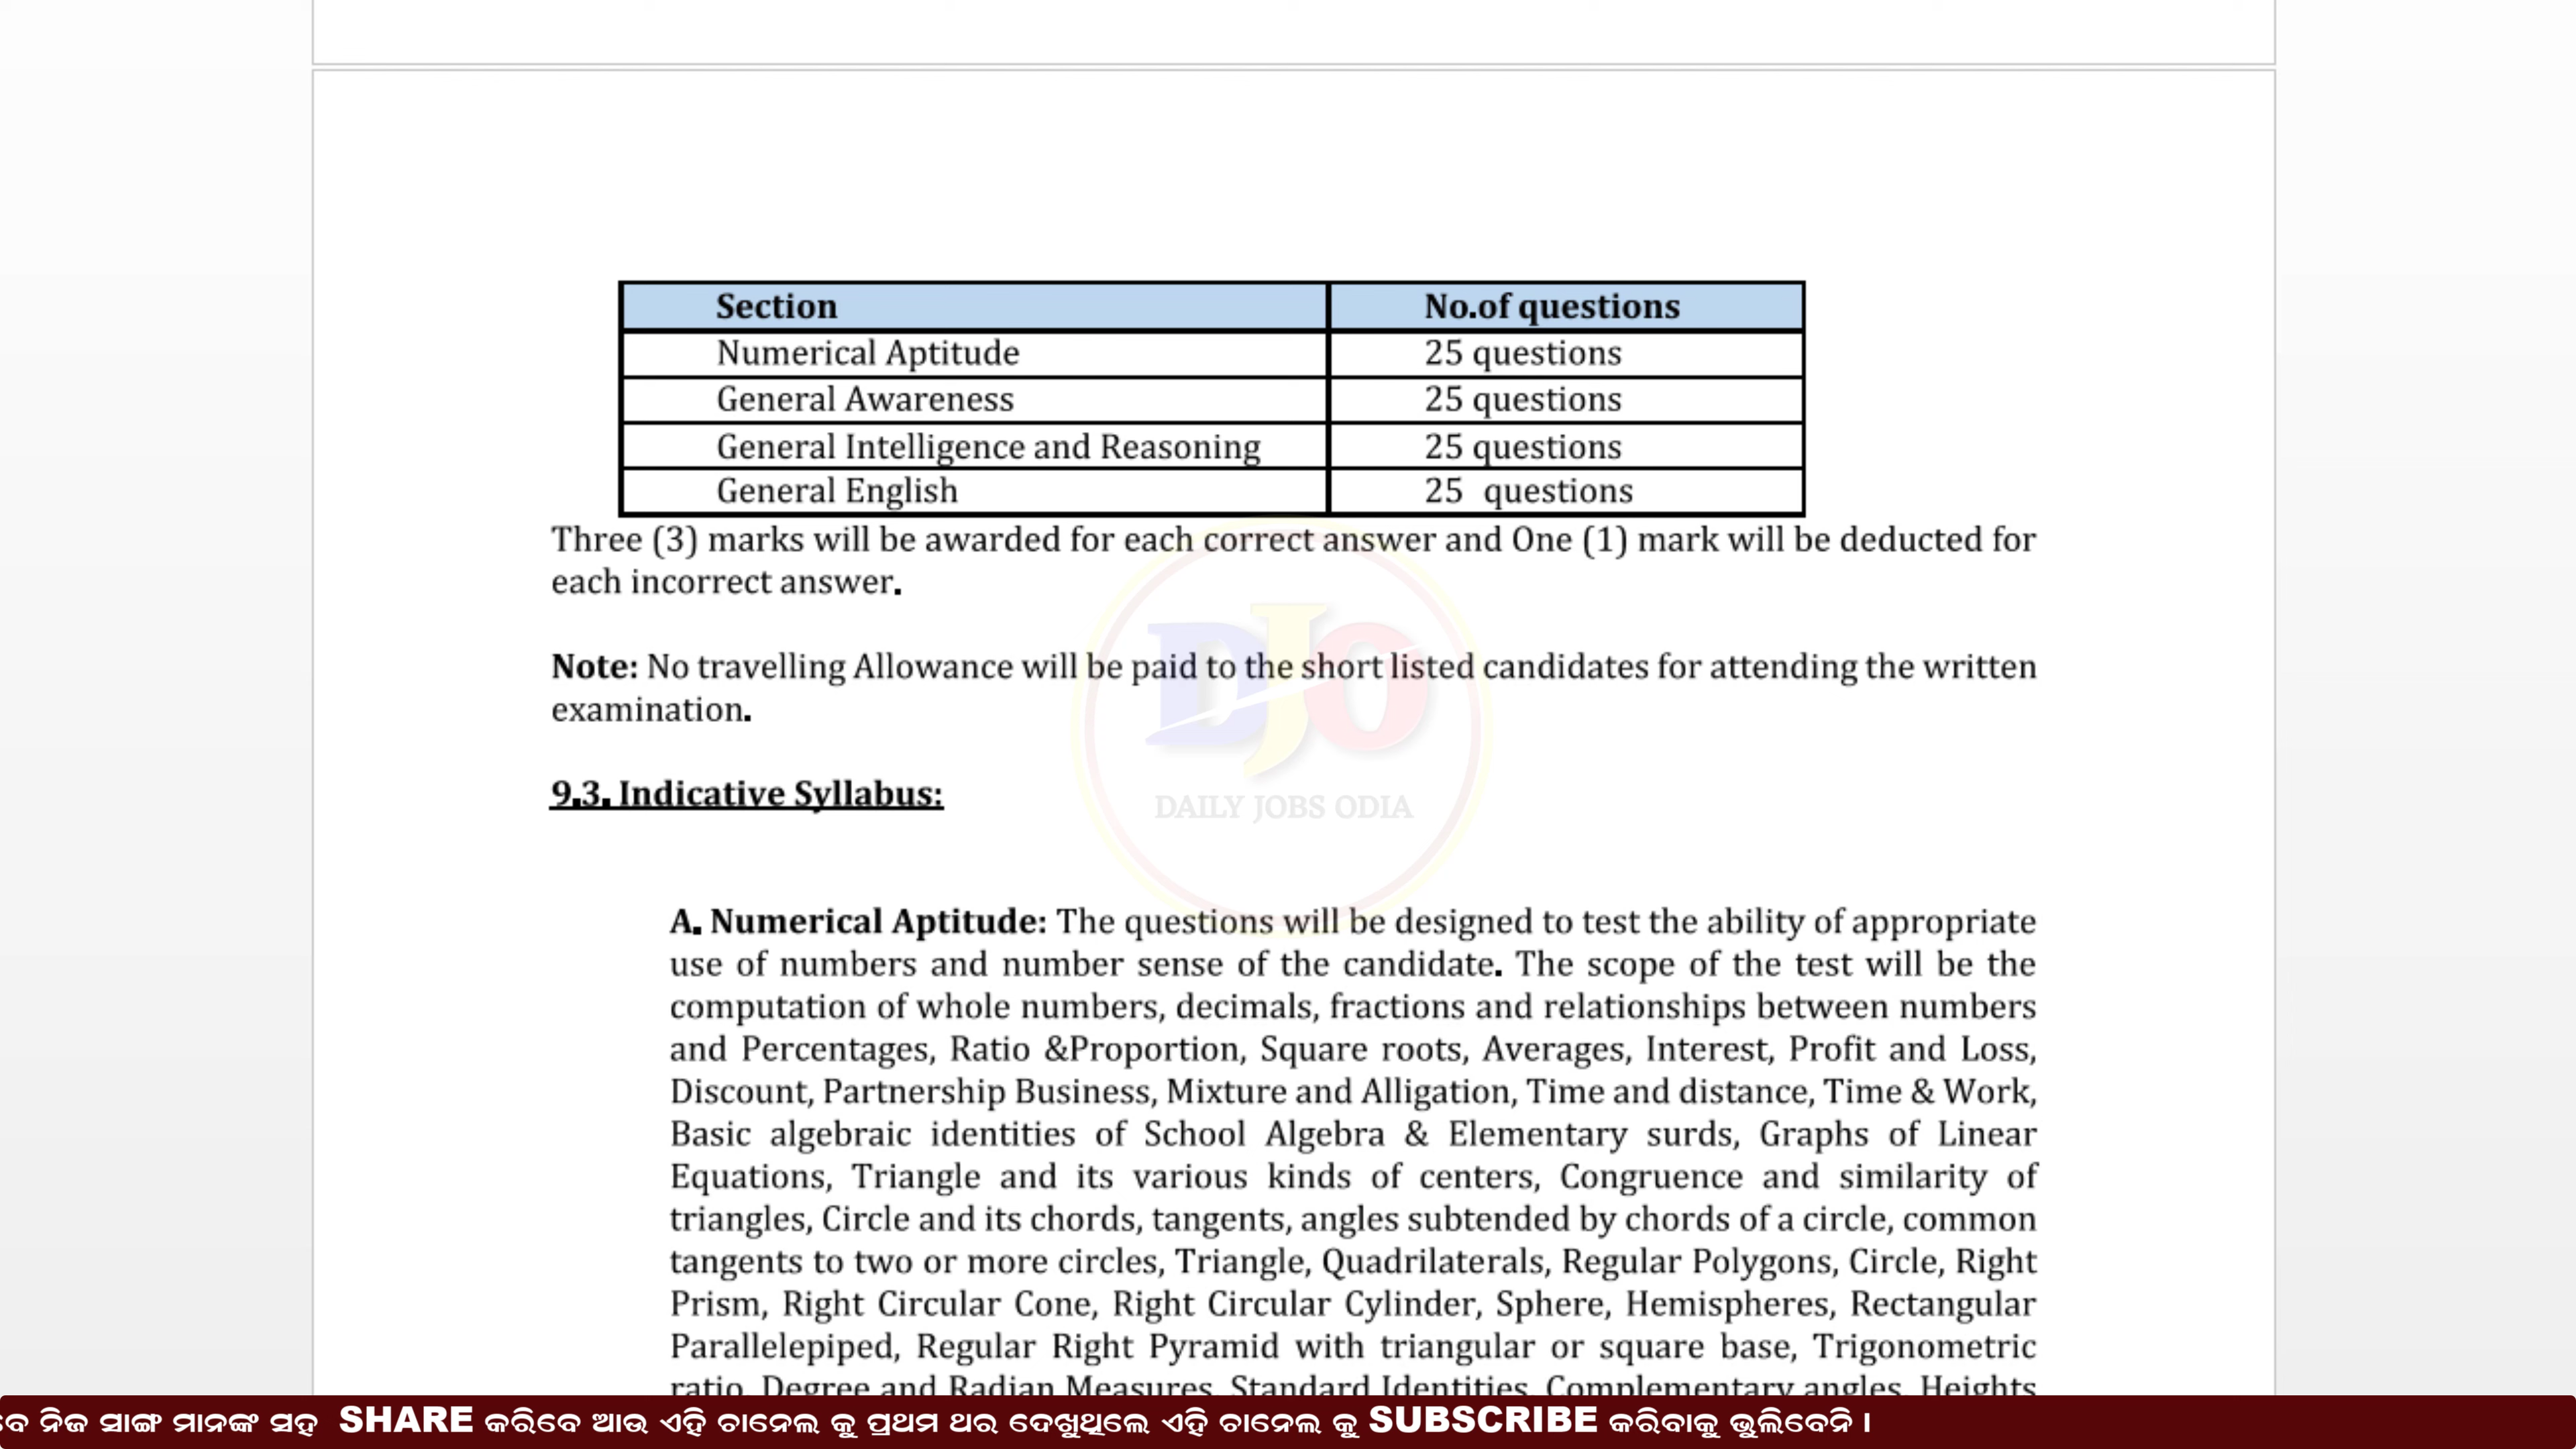 Section No.of questions
Numerical Aptitude 25 questions
General Awareness 25 questions
General Intelligence and Reasoning 25 questions
General English 25 questions
Three (3) marks will be awarded for each correct answer and One (1) mark will be deducted for
each incorrect answer.
Note: No travelling Allowance will be paid to the short listed candidates for attending the written
examination.
DJO
DAILY JOBS ODIA
9.3. Indicative Syllabus:
A. Numerical Aptitude: The questions will be designed to test the ability of appropriate
use of numbers and number sense of the candidate. The scope of the test will be the
computation of whole numbers, decimals, fractions and relationships between numbers
and Percentages, Ratio &Proportion, Square roots, Averages, Interest, Profit and Loss,
Discount, Partnership Business, Mixture and Alligation, Time and distance, Time & Work,
Basic algebraic identities of School Algebra & Elementary surds, Graphs of Linear
Equations, Triangle and its various kinds of centers, Congruence and similarity of
triangles, Circle and its chords, tangents, angles subtended by chords of a circle, common
tangents to two or more circles, Triangle, Quadrilaterals, Regular Polygons, Circle, Right
Prism, Right Circular Cone, Right Circular Cylinder, Sphere, Hemispheres, Rectangular
Parallelepiped, Regular Right Pyramid with triangular or square base, Trigonometric
ratio, Degree and Radian Measures, Standard Identities, Complementary angles, Heights
ବେ ନିଜ ସାଙ୍ଗ ମାନଙ୍କ ସହ SHARE କରିବେ ଆଉ ଏହି ଚାନେଲ କୁ ପ୍ରଥମ ଥର ଦେଖୁଥିଲେ ଏହି ଚାନେଲ କୁ SUBSCRIBE କରିବାକୁ ଭୁଲିବେନି ।